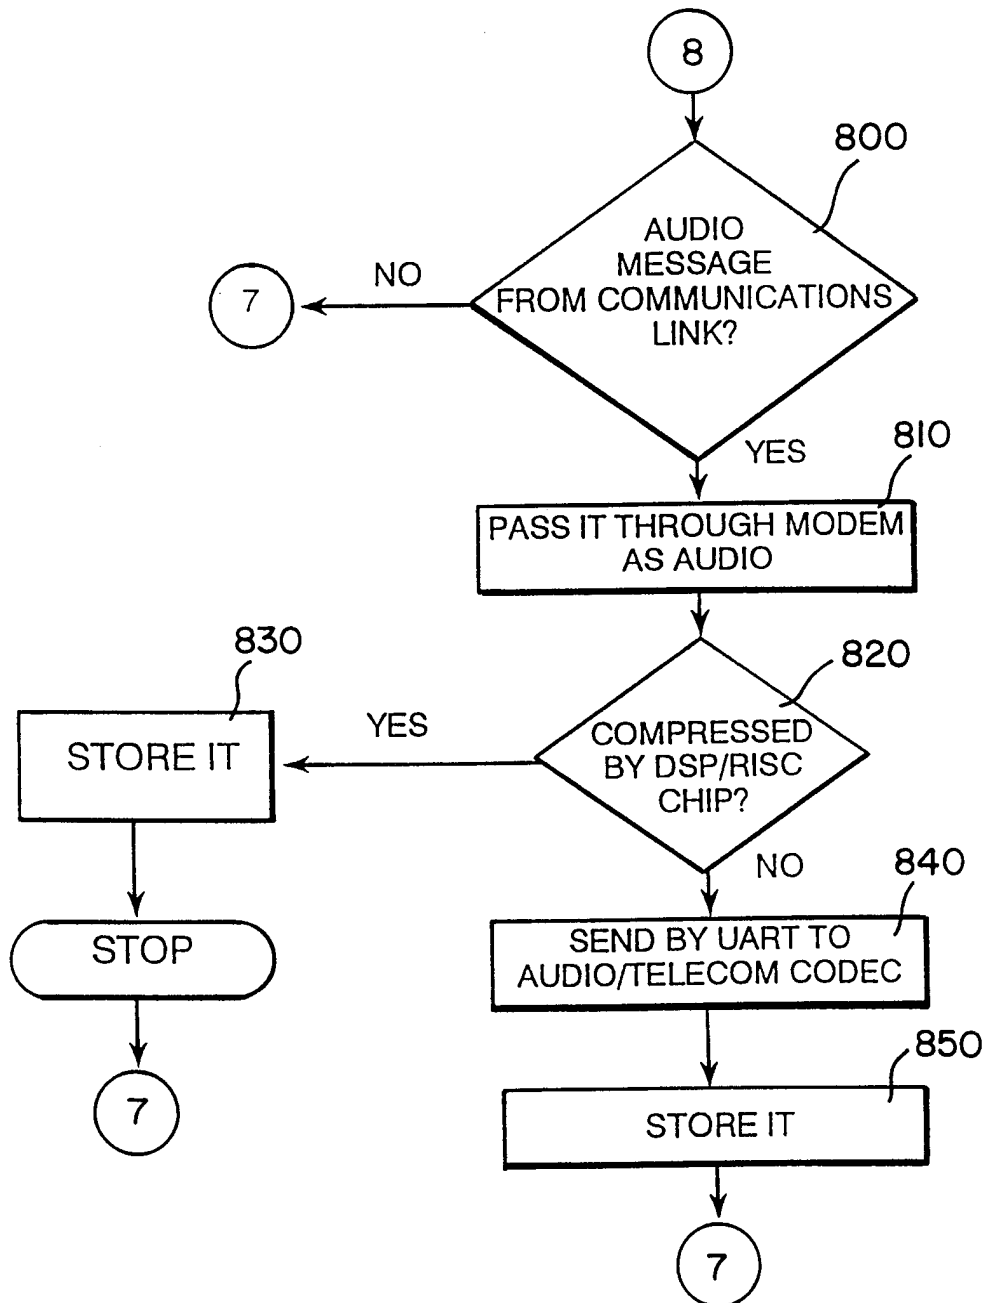 8
800
AUDIO
MESSAGE
FROM COMMUNICATIONS
LINK?
NO
7
YES
810
PASS IT THROUGH MODEM
AS AUDIO
820
COMPRESSED
BY DSP/RISC
CHIP?
YES
830
STORE IT
STOP
7
NO
840
SEND BY UART TO
AUDIO/TELECOM CODEC
850
STORE IT
7